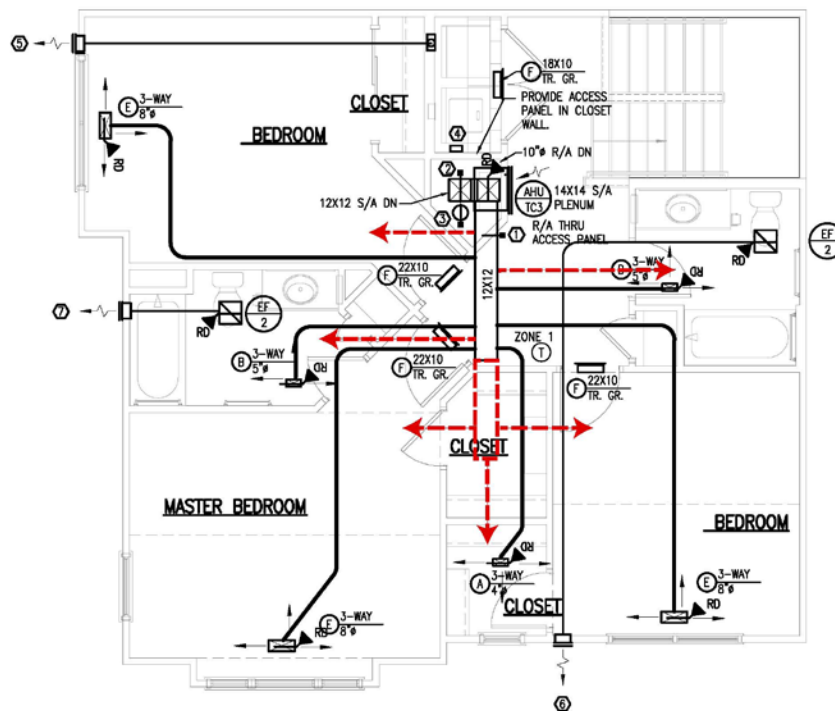 5
18X10
F
TR. GR.
3-WAY
E
8"ø
CLOSET
PROVIDE ACCESS
PANEL IN CLOSET
WALL.
BEDROOM
4
RD
10"ø R/A DN
RD
2
12X12 S/A DN
AHU
TC3
14X14 S/A
PLENUM
3
1
R/A THRU
ACCESS PANEL
EF
2
RD
22X10
F
TR. GR.
3-WAY
B
5"ø
RD
12X12
7
EF
2
RD
3-WAY
B
5"ø
RD
ZONE 1
T
22X10
F
TR. GR.
22X10
F
TR. GR.
CLOSET
MASTER BEDROOM
BEDROOM
RD
3-WAY
A
4"ø
3-WAY
E
8"ø
RD
CLOSET
3-WAY
E
8"ø
RD
6